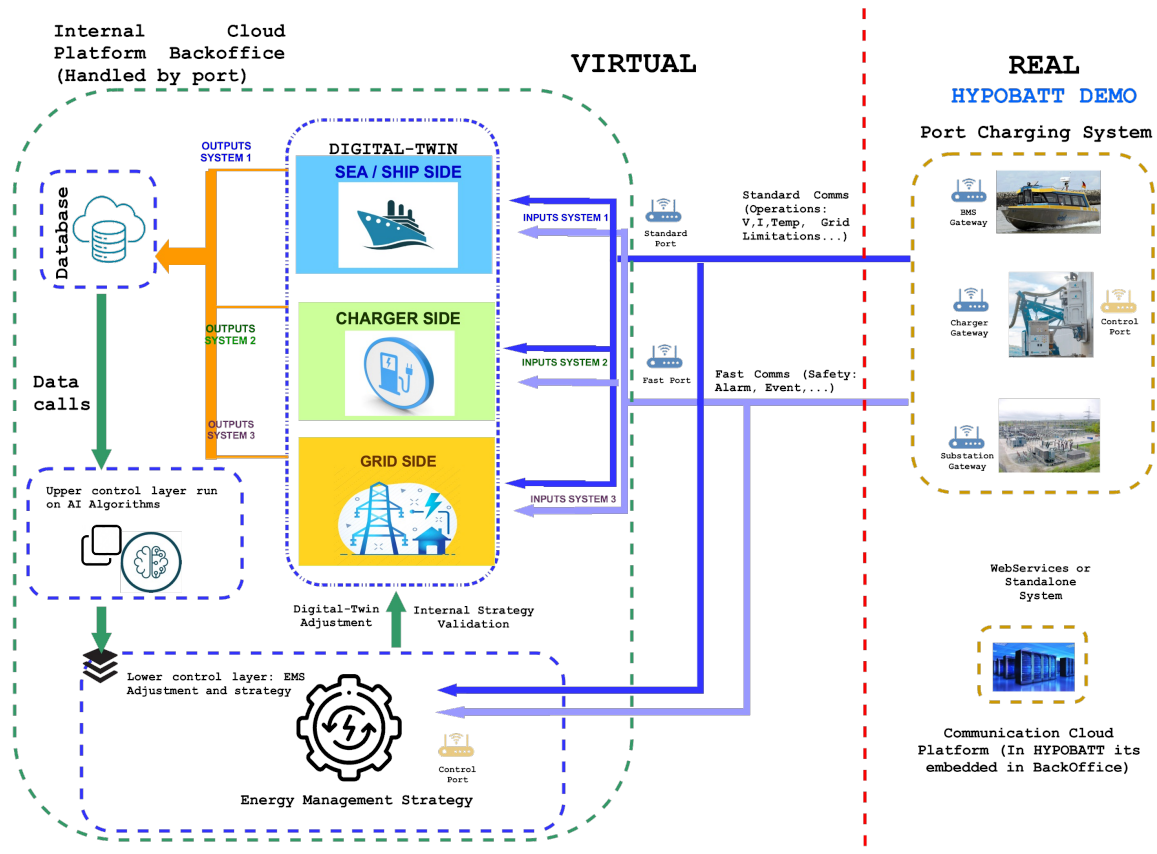 Internal Cloud
Platform Backoffice
(Handled by port)
VIRTUAL
REAL
HYPOBATT DEMO
Port Charging System
OUTPUTS
SYSTEM 1
DIGITAL-TWIN
SEA / SHIP SIDE
Database
INPUTS SYSTEM 1
Standard
Port
Standard Comms
(Operations:
V,I,Temp, Grid
Limitations...)
BMS
Gateway
OUTPUTS
SYSTEM 2
CHARGER SIDE
INPUTS SYSTEM 2
Fast Port
Fast Comms (Safety:
Alarm, Event,...)
Charger
Gateway
Control
Port
Data
calls
OUTPUTS
SYSTEM 3
GRID SIDE
INPUTS SYSTEM 3
Substation
Gateway
Upper control layer run
on AI Algorithms
Digital-Twin
Adjustment
Internal Strategy
Validation
WebServices or
Standalone
System
Lower control layer: EMS
Adjustment and strategy
Control
Port
Energy Management Strategy
Communication Cloud
Platform (In HYPOBATT its
embedded in BackOffice)